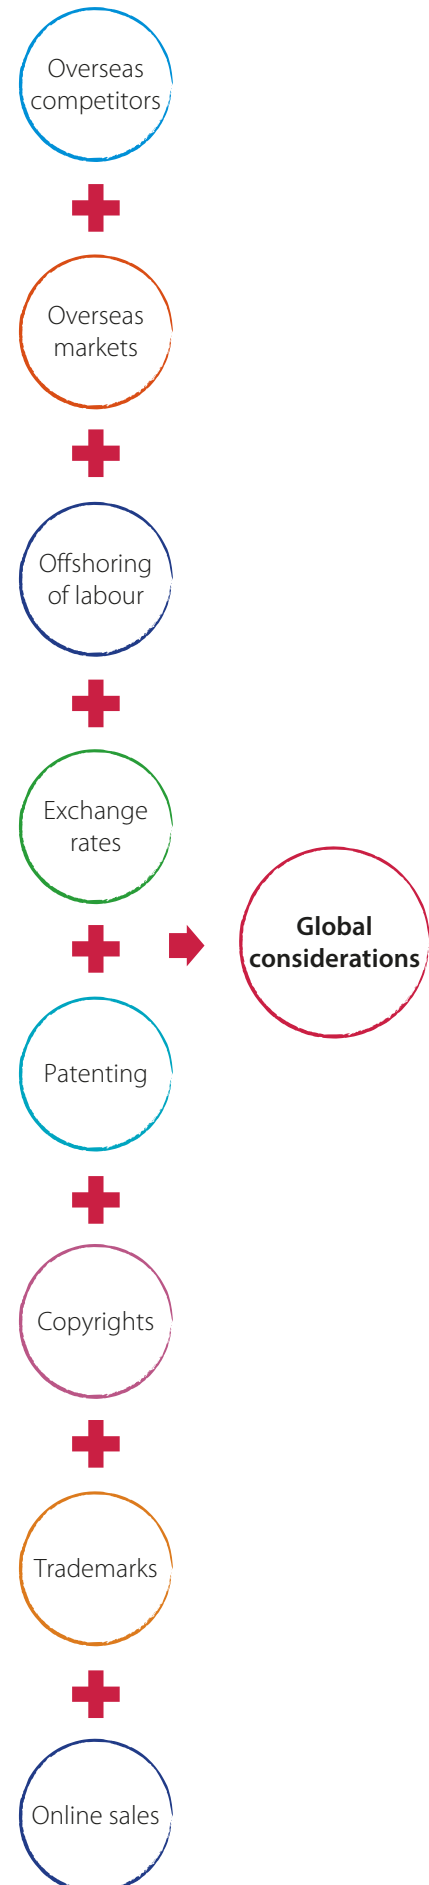 Overseas
competitors
Overseas
markets
Offshoring
of labour
Exchange
rates
Global
considerations
Patenting
Copyrights
Trademarks
Online sales